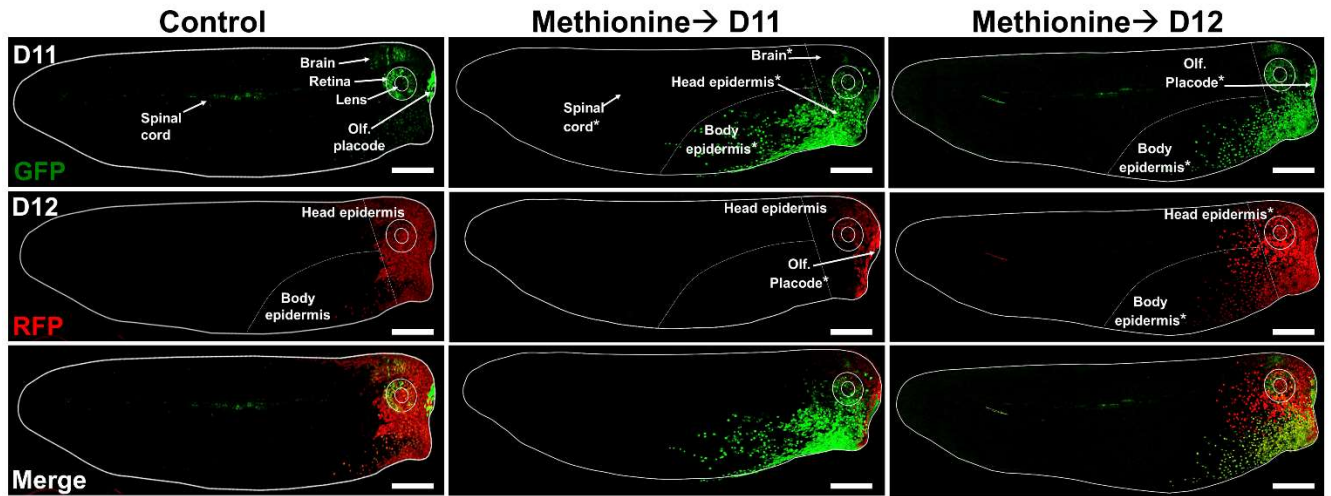 Control
Methionine→ D11
Methionine→ D12
D11
Brain
Retina
Lens
Spinal
cord
Olf.
placode
GFP
Brain*
Head epidermis*
Spinal
cord*
Body
epidermis*
Olf.
Placode*
Body
epidermis*
D12
Head epidermis
Body
epidermis
RFP
Head epidermis
Olf.
Placode*
Head epidermis*
Body
epidermis*
Merge